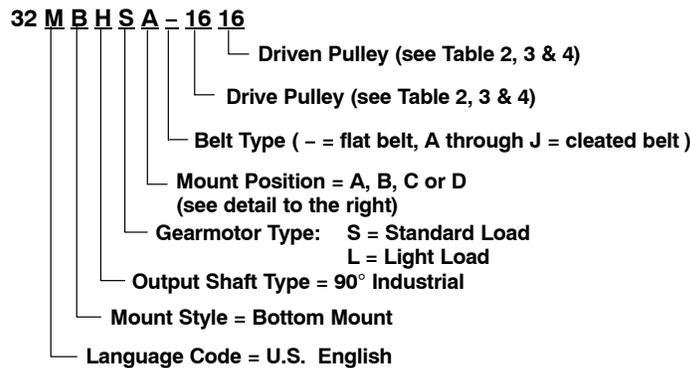 32 M B H S A – 16 16
Driven Pulley (see Table 2, 3 & 4)
Drive Pulley (see Table 2, 3 & 4)
Belt Type ( – = flat belt, A through J = cleated belt )
Mount Position = A, B, C or D
(see detail to the right)
Gearmotor Type: S = Standard Load
L = Light Load
Output Shaft Type = 90° Industrial
Mount Style = Bottom Mount
Language Code = U.S. English